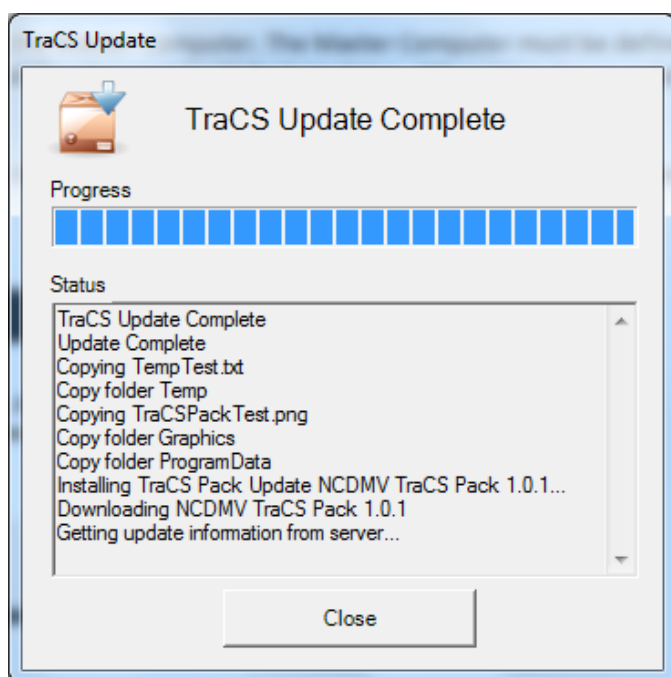 TraCS Update
TraCS Update Complete
Progress
Status
TraCS Update Complete
Update Complete
Copying TempTest.txt
Copy folder Temp
Copying TraCSPackTest.png
Copy folder Graphics
Copy folder ProgramData
Installing TraCS Pack Update NCDMV TraCS Pack 1.0.1...
Downloading NCDMV TraCS Pack 1.0.1
Getting update information from server...
Close